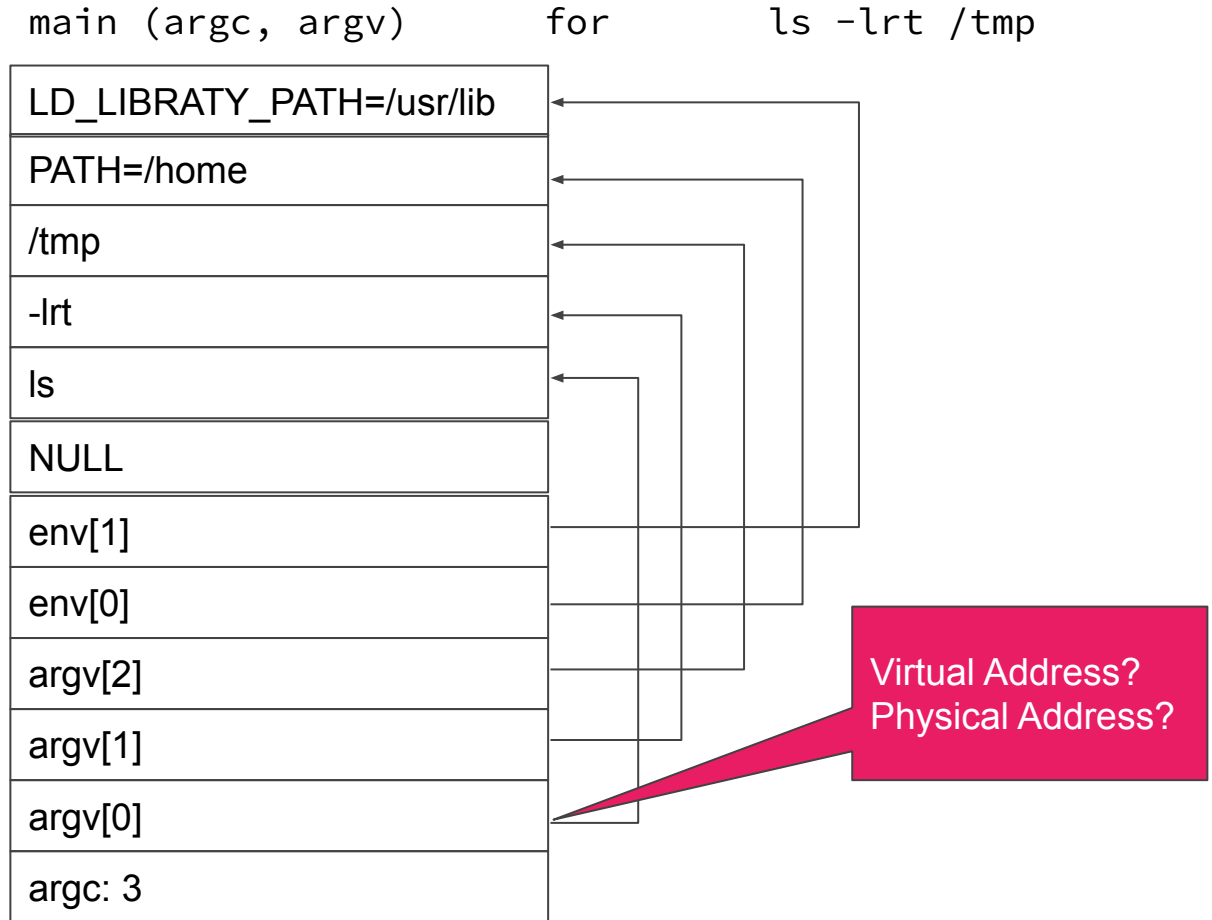 main (argc, argv) for ls -lrt /tmp
LD_LIBRATY_PATH=/usr/lib
PATH=/home
/tmp
-lrt
ls
NULL
env[1]
env[0]
argv[2]
argv[1]
argv[0]
argc: 3
Virtual Address?
Physical Address?